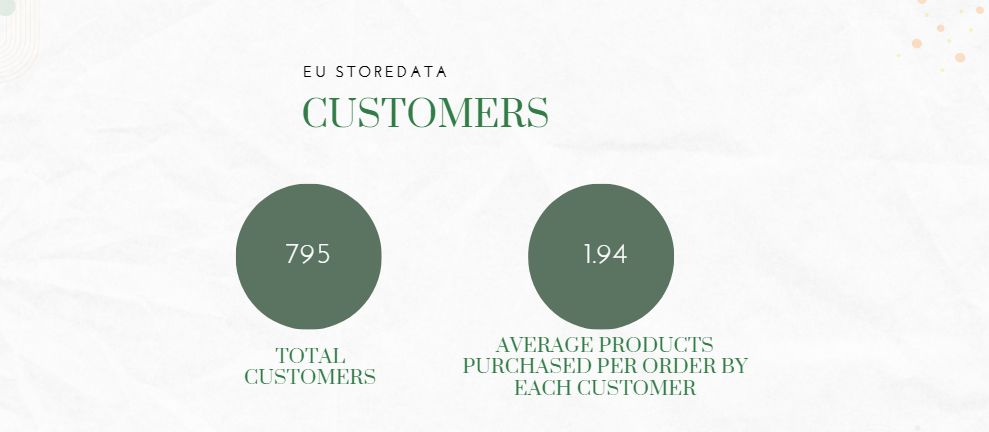 EU STOREDATA
CUSTOMERS
795
1.94
TOTAL
CUSTOMERS
AVERAGE PRODUCTS
PURCHASED PER ORDER BY
EACH CUSTOMER